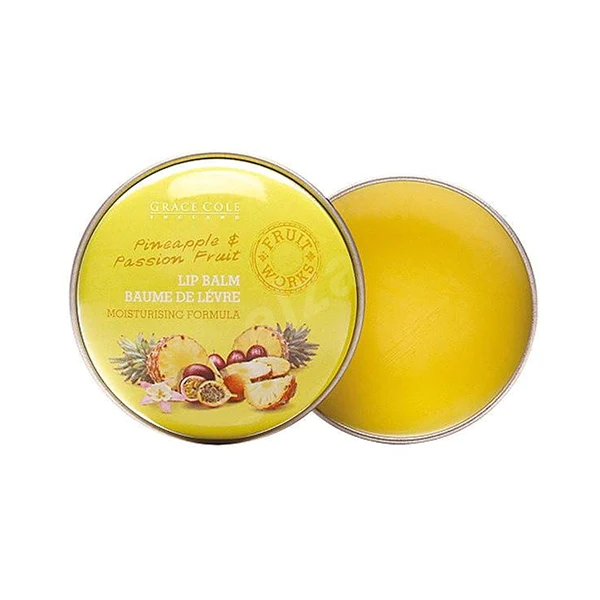 GRACE COLE
ENGLAND
Pineapple &
Passion Fruit
FRUIT
WORKS
LIP BALM
BAUME DE LÈVRE
MOISTURISING FORMULA